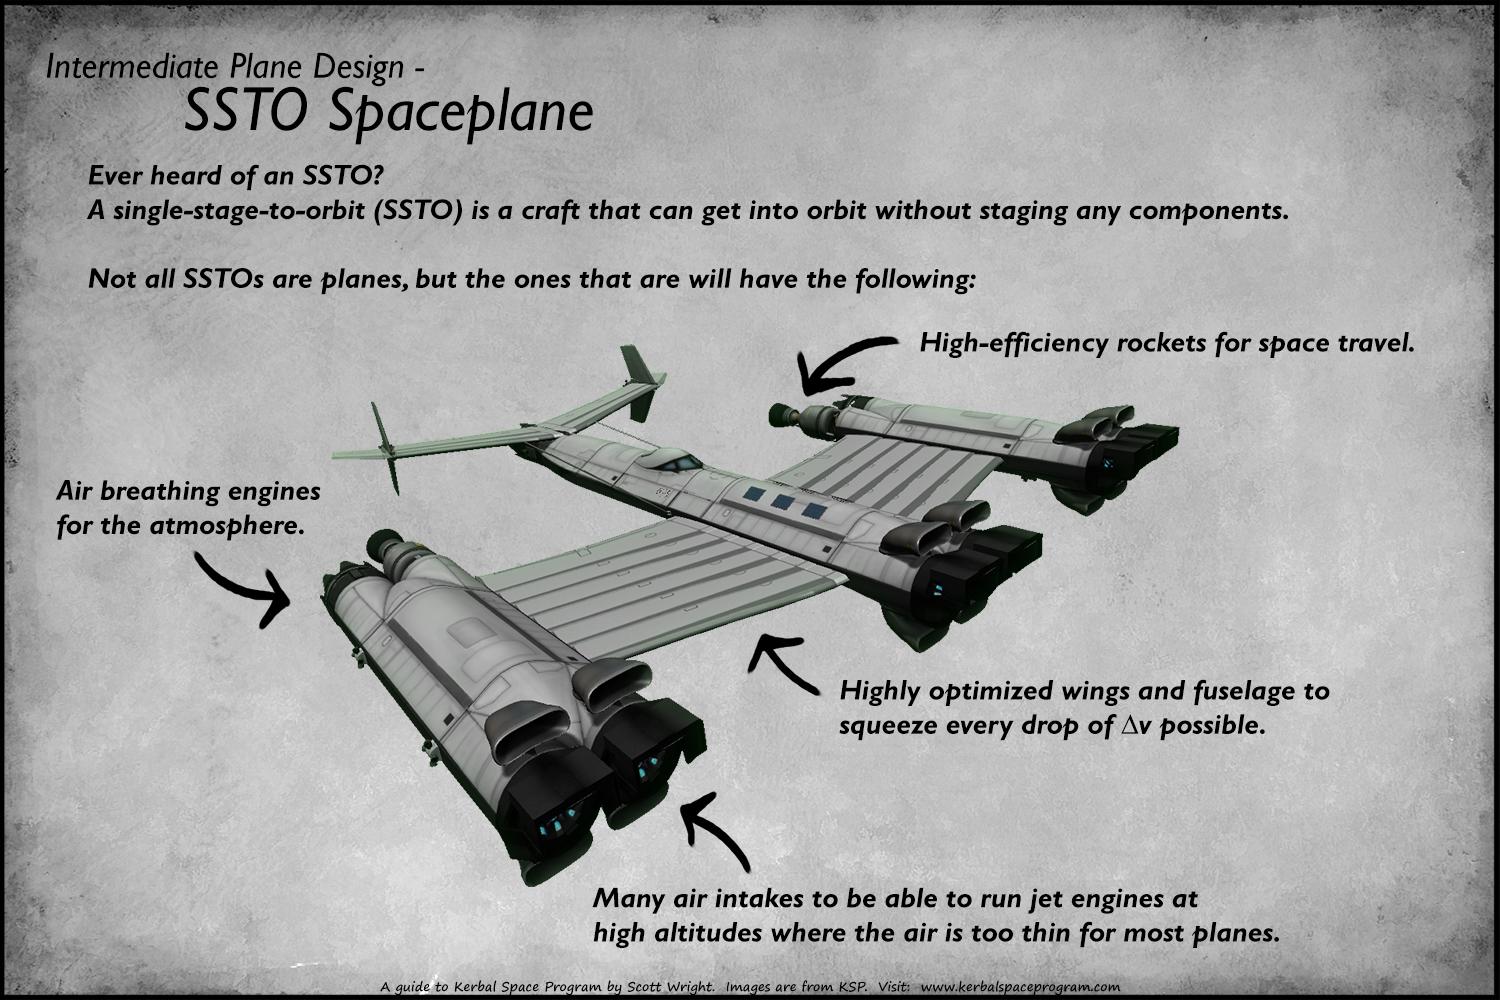 Intermediate Plane Design -
SSTO Spaceplane
Ever heard of an SSTO?
A single-stage-to-orbit (SSTO) is a craft that can get into orbit without staging any components.
Not all SSTOs are planes, but the ones that are will have the following:
High-efficiency rockets for space travel.
Air breathing engines
for the atmosphere.
Highly optimized wings and fuselage to
squeeze every drop of Δv possible.
Many air intakes to be able to run jet engines at
high altitudes where the air is too thin for most planes.
A guide to Kerbal Space Program by Scott Wright. Images are from KSP. Visit: www.kerbalspaceprogram.com